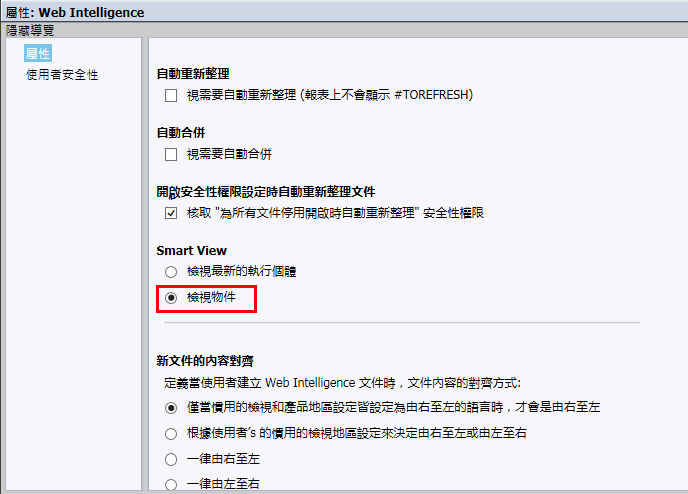 屬性: Web Intelligence
隱藏導覽
屬性
使用者安全性
自動重新整理
視需要自動重新整理 (報表上不會顯示 #TOREFRESH)
自動合併
視需要自動合併
開啟安全性權限設定時自動重新整理文件
核取 "為所有文件停用開啟時自動重新整理" 安全性權限
Smart View
檢視最新的執行個體
檢視物件
新文件的內容對齊
定義當使用者建立 Web Intelligence 文件時，文件內容的對齊方式:
僅當慣用的檢視和產品地區設定皆設定為由右至左的語言時，才會是由右至左
根據使用者's 的慣用的檢視地區設定來決定由右至左或由左至右
一律由右至左
一律由左至右